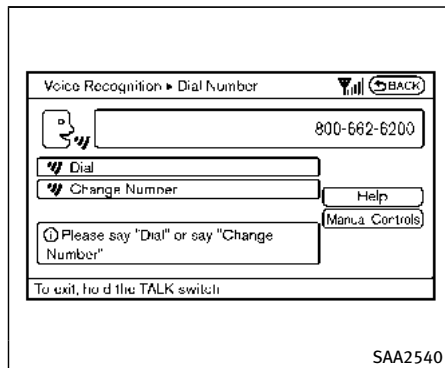 Voice Recognition ▸ Dial Number BACK
800-662-6200
Dial
Change Number
Help
Manual Controls
Please say "Dial" or say "Change
Number"
To exit, hold the TALK switch
SAA2540